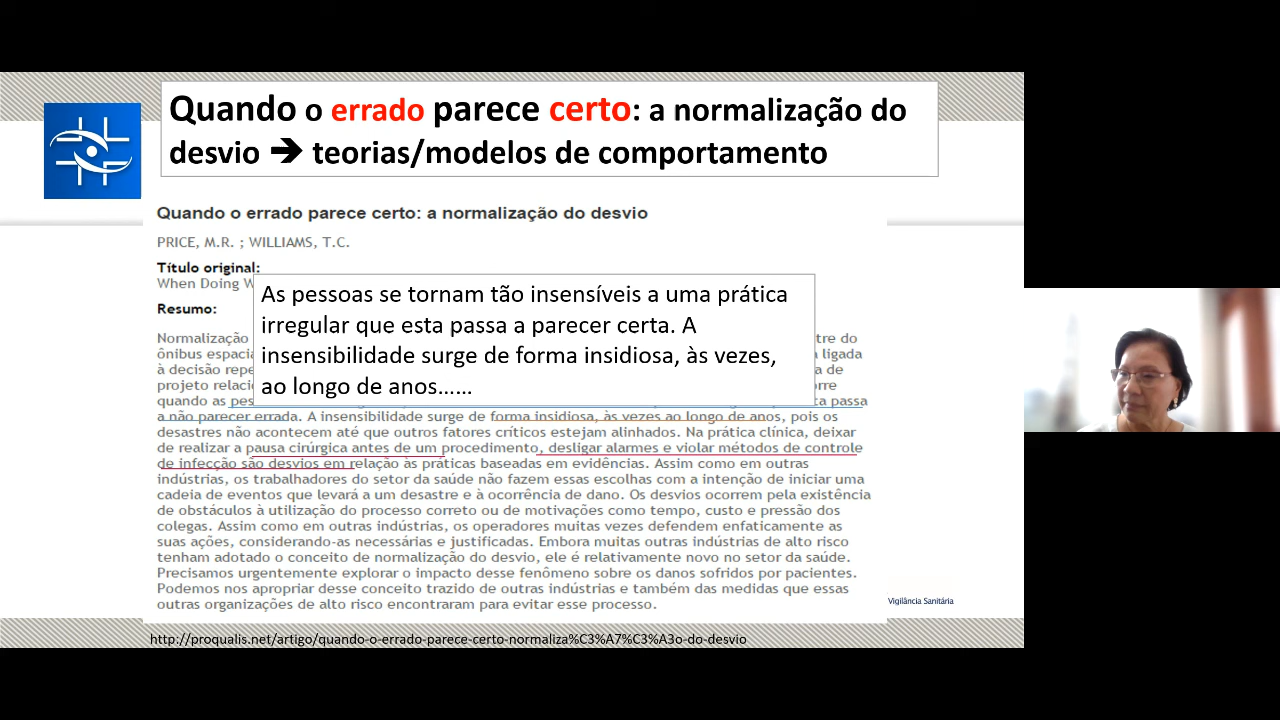 Quando o errado parece certo: a normalização do
desvio ➔ teorias/modelos de comportamento
Quando o errado parece certo: a normalização do desvio
PRICE, M.R. ; WILLIAMS, T.C.
Título original:
When Doing W
Resumo:
As pessoas se tornam tão insensíveis a uma prática
irregular que esta passa a parecer certa. A
insensibilidade surge de forma insidiosa, às vezes,
ao longo de anos......
Normalização tre do
ônibus espacia a ligada
à decisão repe a de
projeto relaci orre
quando as pes passa
a não parecer errada. A insensibilidade surge de forma insidiosa, às vezes ao longo de anos, pois os
desastres não acontecem até que outros fatores críticos estejam alinhados. Na prática clínica, deixar
de realizar a pausa cirúrgica antes de um procedimento, desligar alarmes e violar métodos de controle
de infecção são desvios em relação às práticas baseadas em evidências. Assim como em outras
indústrias, os trabalhadores do setor da saúde não fazem essas escolhas com a intenção de iniciar uma
cadeia de eventos que levará a um desastre e à ocorrência de dano. Os desvios ocorrem pela existência
de obstáculos à utilização do processo correto ou de motivações como tempo, custo e pressão dos
colegas. Assim como em outras indústrias, os operadores muitas vezes defendem enfaticamente as
suas ações, considerando-as necessárias e justificadas. Embora muitas outras indústrias de alto risco
tenham adotado o conceito de normalização do desvio, ele é relativamente novo no setor da saúde.
Precisamos urgentemente explorar o impacto desse fenômeno sobre os danos sofridos por pacientes.
Podemos nos apropriar desse conceito trazido de outras indústrias e também das medidas que essas
outras organizações de alto risco encontraram para evitar esse processo.
Vigilância Sanitária
http://proqualis.net/artigo/quando-o-errado-parece-certo-normaliza%C3%A7%C3%A3o-do-desvio